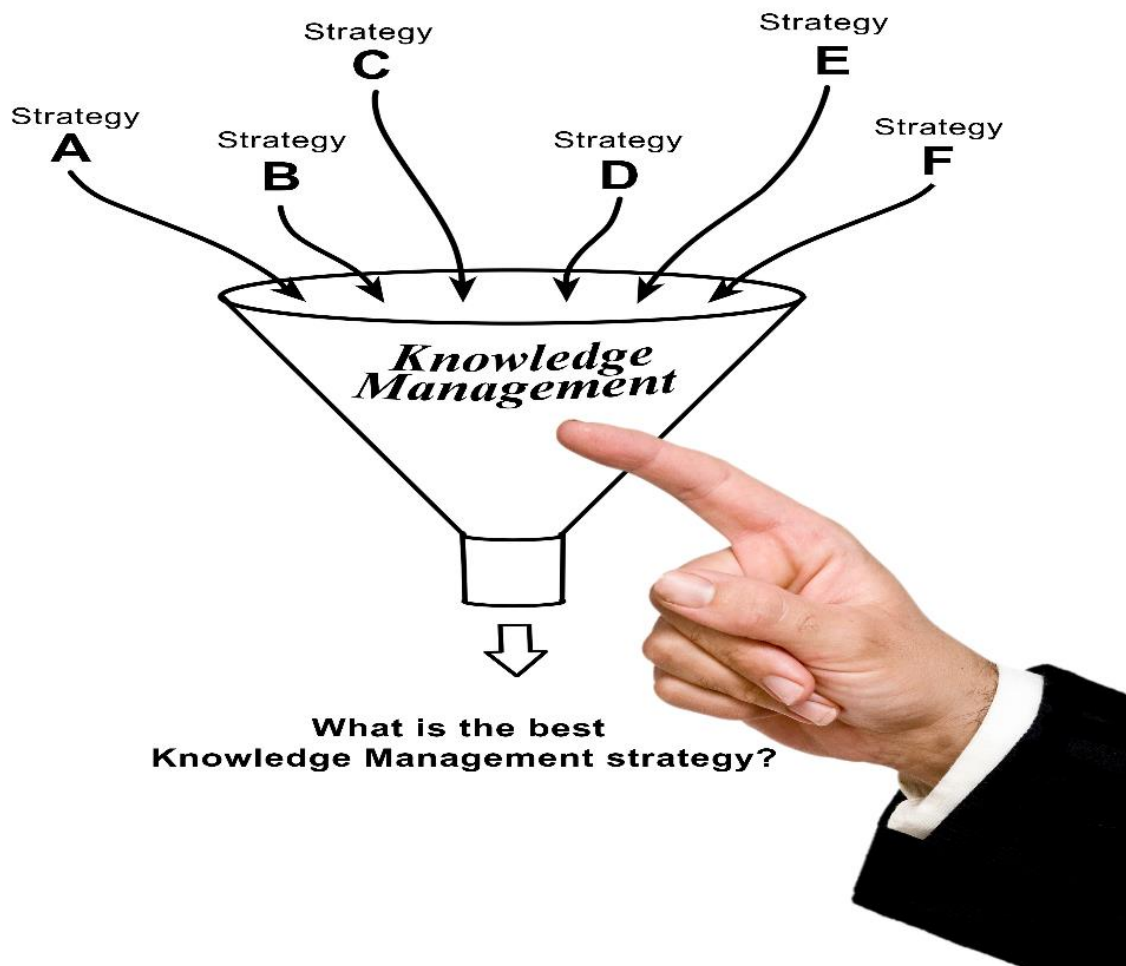 Strategy
A
Strategy
B
Strategy
C
Strategy
D
Strategy
E
Strategy
F
Knowledge
Management
What is the best
Knowledge Management strategy?